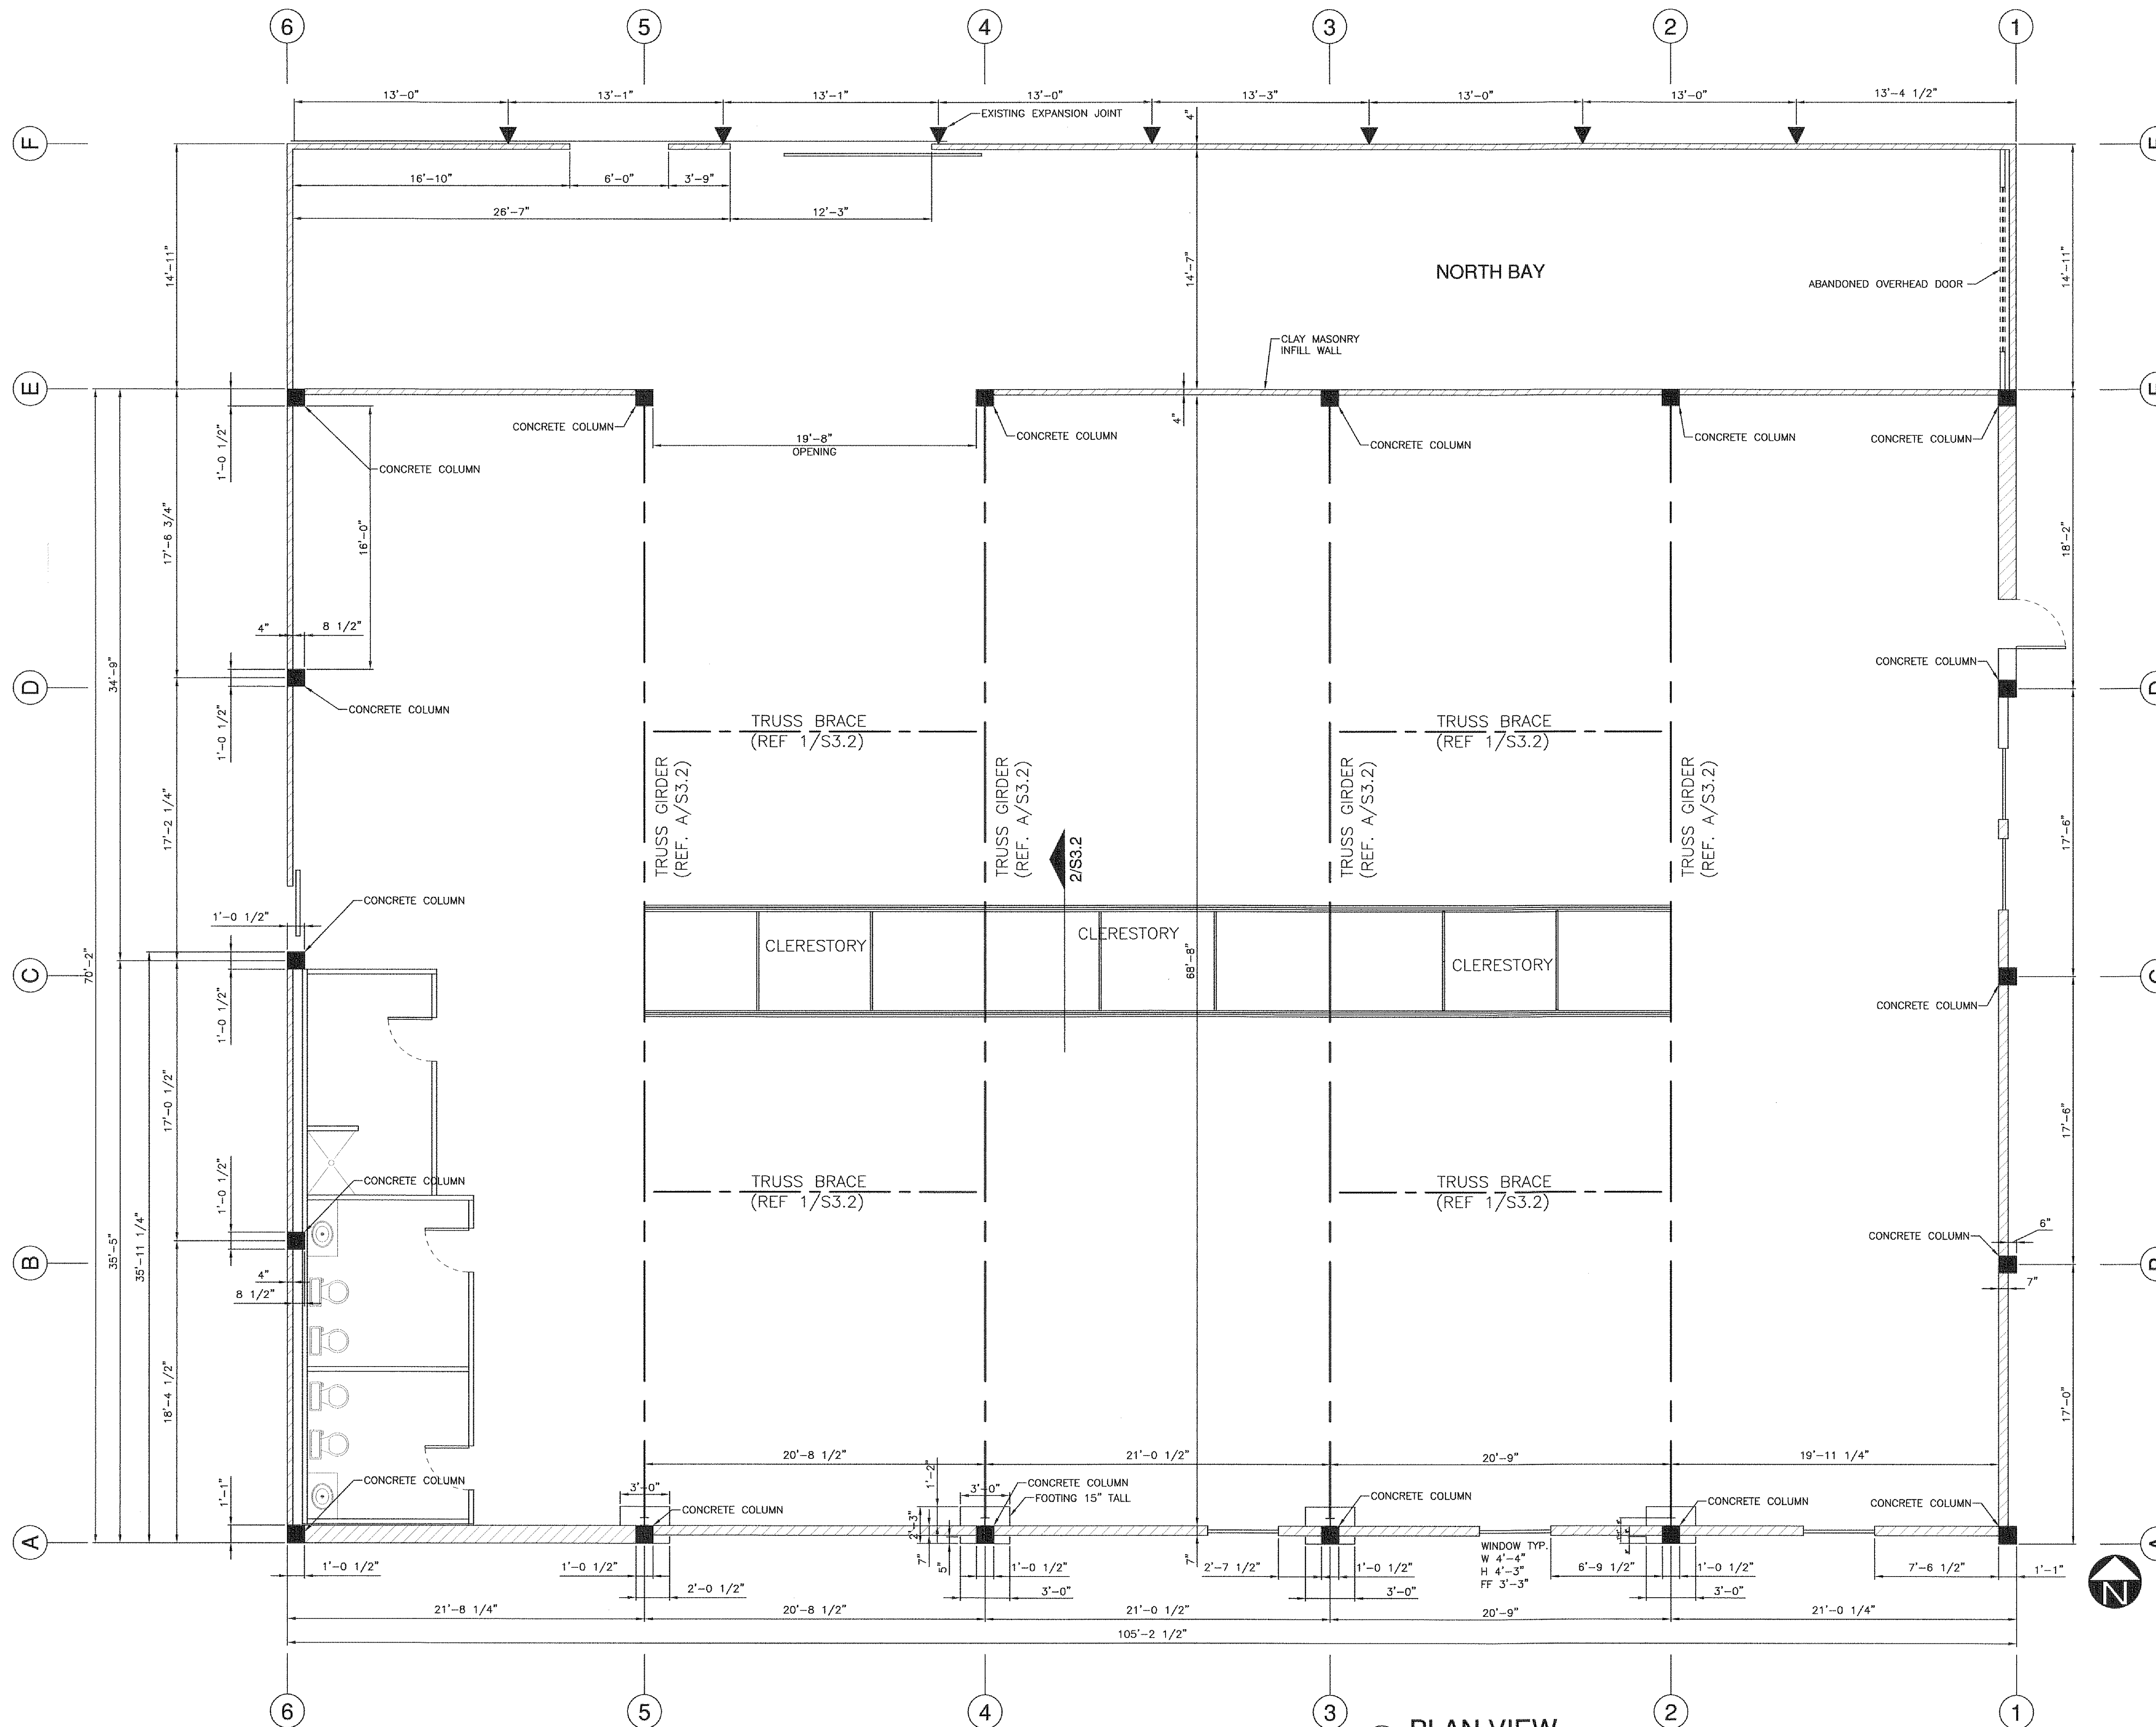 6
5
4
3
2
1
13'-0"
13'-1"
13'-1"
13'-0"
13'-3"
13'-0"
13'-0"
13'-4 1/2"
EXISTING EXPANSION JOINT
4"
F
16'-10"
6'-0"
3'-9"
26'-7"
12'-3"
14'-11"
14'-7"
NORTH BAY
14'-11"
ABANDONED OVERHEAD DOOR
CLAY MASONRY
INFILL WALL
E
CONCRETE COLUMN
CONCRETE COLUMN
19'-8"
OPENING
CONCRETE COLUMN
4"
CONCRETE COLUMN
CONCRETE COLUMN
CONCRETE COLUMN
1'-0 1/2"
17'-6 3/4"
16'-0"
18'-2"
4"
8 1/2"
34'-9"
D
CONCRETE COLUMN
CONCRETE COLUMN
1'-0 1/2"
TRUSS BRACE
(REF 1/S3.2)
TRUSS BRACE
(REF 1/S3.2)
TRUSS GIRDER
(REF. A/S3.2)
TRUSS GIRDER
(REF. A/S3.2)
TRUSS GIRDER
(REF. A/S3.2)
TRUSS GIRDER
(REF. A/S3.2)
17'-2 1/4"
17'-6"
2/S3.2
CONCRETE COLUMN
1'-0 1/2"
CLERESTORY
CLERESTORY
CLERESTORY
68'-8"
C
70'-2"
CONCRETE COLUMN
1'-0 1/2"
17'-0 1/2"
17'-6"
CONCRETE COLUMN
1'-0 1/2"
TRUSS BRACE
(REF 1/S3.2)
TRUSS BRACE
(REF 1/S3.2)
35'-5"
35'-11 1/4"
B
CONCRETE COLUMN
6"
4"
8 1/2"
7"
18'-4 1/2"
17'-0"
20'-8 1/2"
21'-0 1/2"
20'-9"
19'-11 1/4"
1'-1"
CONCRETE COLUMN
3'-0"
CONCRETE COLUMN
1'-2"
3'-0"
CONCRETE COLUMN
FOOTING 15" TALL
CONCRETE COLUMN
CONCRETE COLUMN
CONCRETE COLUMN
2'-3"
A
7"
5"
7"
WINDOW TYP.
W 4'-4"
H 4'-3"
FF 3'-3"
1'-0 1/2"
1'-0 1/2"
2'-0 1/2"
1'-0 1/2"
3'-0"
2'-7 1/2"
1'-0 1/2"
3'-0"
6'-9 1/2"
1'-0 1/2"
3'-0"
7'-6 1/2"
1'-1"
N
21'-8 1/4"
20'-8 1/2"
21'-0 1/2"
20'-9"
21'-0 1/4"
105'-2 1/2"
6
5
4
3
2
1
PLAN VIEW